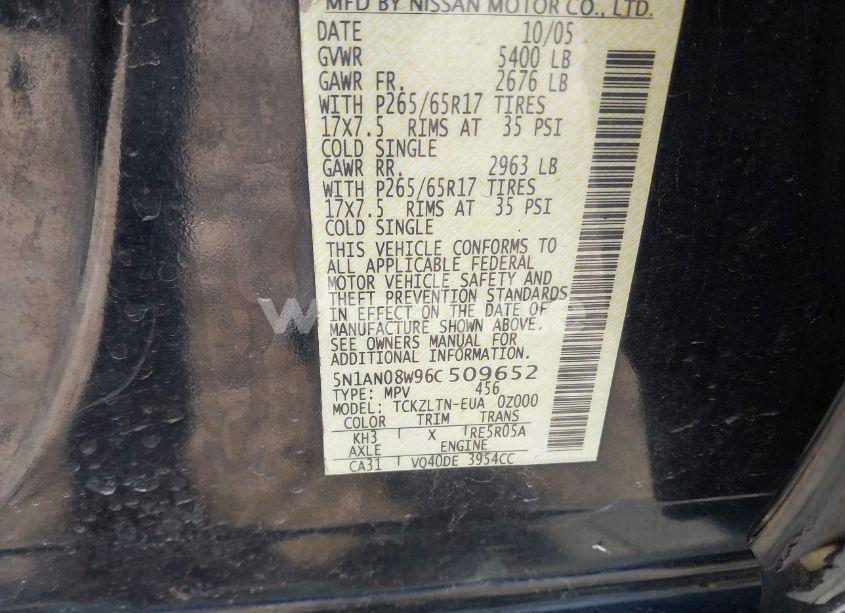 MFD BY NISSAN MOTOR CO., LTD.
DATE 10/05
GVWR 5400 LB
GAWR FR. 2676 LB
WITH P265/65R17 TIRES
17X7.5 RIMS AT 35 PSI
COLD SINGLE
GAWR RR. 2963 LB
WITH P265/65R17 TIRES
17X7.5 RIMS AT 35 PSI
COLD SINGLE
THIS VEHICLE CONFORMS TO
ALL APPLICABLE FEDERAL
MOTOR VEHICLE SAFETY AND
THEFT PREVENTION STANDARDS
IN EFFECT ON THE DATE OF
MANUFACTURE SHOWN ABOVE.
SEE OWNERS MANUAL FOR
ADDITIONAL INFORMATION
5N1AN08W96C 509652
TYPE: MPV 456
MODEL: TCKZLTN-EUA 0Z000
COLOR TRIM TRANS
KH3 X RE5R05A
AXLE ENGINE
CA31 VQ40DE 3954CC